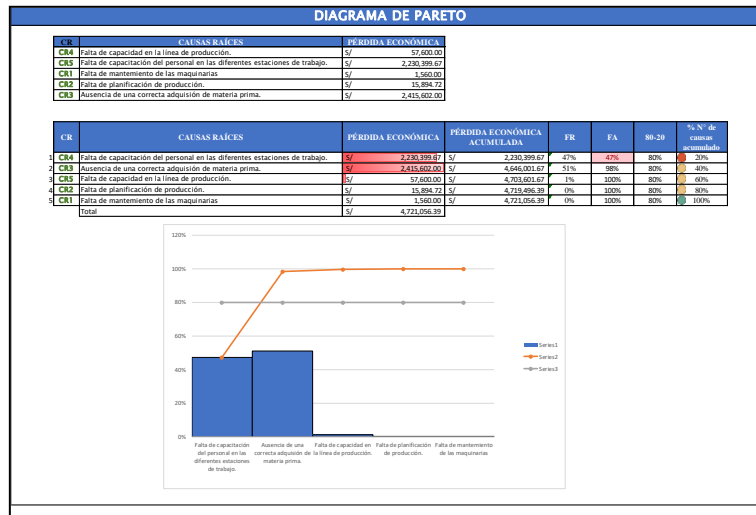 DIAGRAMA DE PARETO
CR CAUSAS RAÍCES PÉRDIDA ECONÓMICA
CR4 Falta de capacidad en la línea de producción. S/ 57,600.00
CR5 Falta de capacitación del personal en las diferentes estaciones de trabajo. S/ 2,230,399.67
CR1 Falta de mantemiento de las maquinarias S/ 1,560.00
CR2 Falta de planificación de producción. S/ 15,894.72
CR3 Ausencia de una correcta adquisición de materia prima. S/ 2,415,602.00
CR CAUSAS RAÍCES PÉRDIDA ECONÓMICA PÉRDIDA ECONÓMICA ACUMULADA FR FA 80-20 % N° de causas acumulado
1 CR4 Falta de capacitación del personal en las diferentes estaciones de trabajo. S/ 2,230,399.67 S/ 2,230,399.67 47% 47% 80% 20%
2 CR3 Ausencia de una correcta adquisición de materia prima. S/ 2,415,602.00 S/ 4,646,001.67 51% 98% 80% 40%
3 CR5 Falta de capacidad en la línea de producción. S/ 57,600.00 S/ 4,703,601.67 1% 100% 80% 60%
4 CR2 Falta de planificación de producción. S/ 15,894.72 S/ 4,719,496.39 0% 100% 80% 80%
5 CR1 Falta de mantemiento de las maquinarias S/ 1,560.00 S/ 4,721,056.39 0% 100% 80% 100%
Total S/ 4,721,056.39
120%
100%
80%
60%
40%
20%
0%
Series1
Series2
Series3
Falta de capacitación
del personal en las
diferentes estaciones
de trabajo.
Ausencia de una
correcta adquisición de
materia prima.
Falta de capacidad en
la línea de producción.
Falta de planificación
de producción.
Falta de mantemiento
de las maquinarias